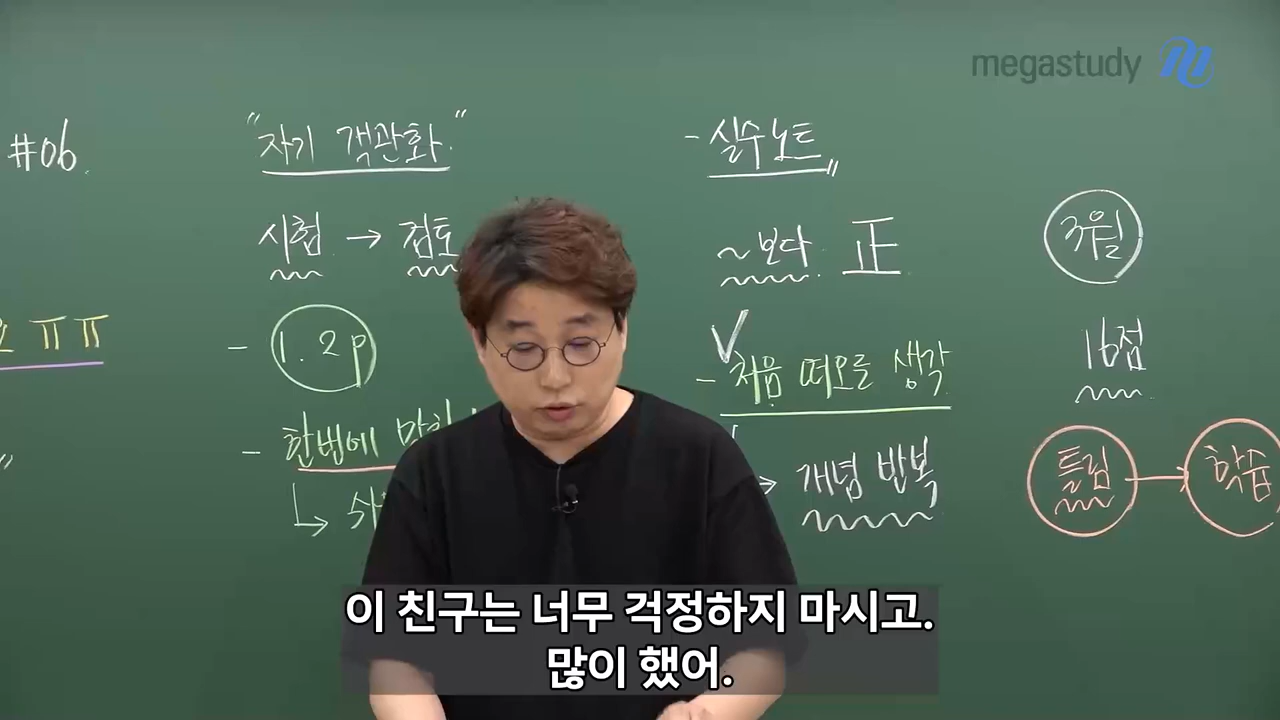 megastudy
#06.
"자기 객관화."
시험 → 검토
- 1. 2p
- 한번에
↳
ㅠㅠ
"
- 실수노트"
~보다. 正
✓
- 처음 떠오를 생각
→ 개념 반복
3월
16점
틀림 → 학습
이 친구는 너무 걱정하지 마시고.
많이 했어.